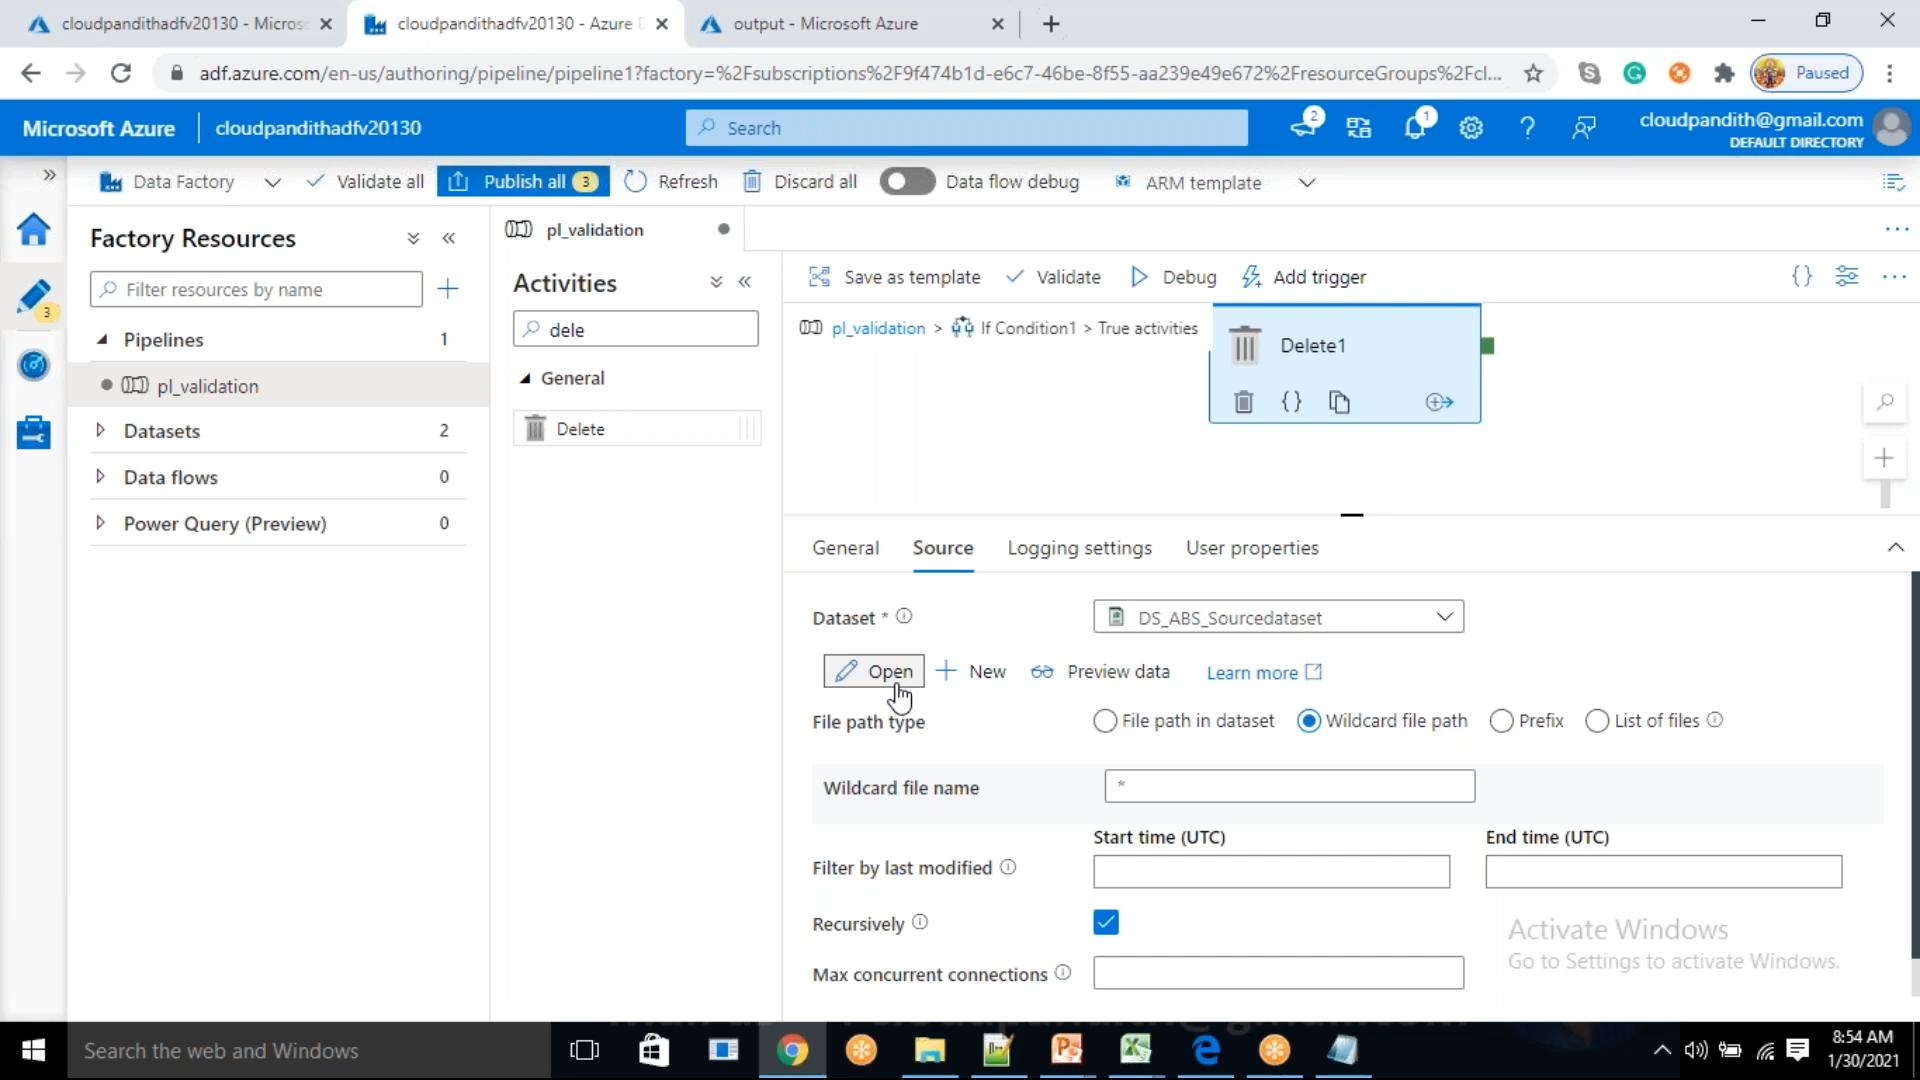 cloudpandithadfv20130 - Micros
cloudpandithadfv20130 - Azure D
output - Microsoft Azure
adf.azure.com/en-us/authoring/pipeline/pipeline1?factory=%2Fsubscriptions%2F9f474b1d-e6c7-46be-8f55-aa239e49e672%2FresourceGroups%2Fcl...
Paused
Microsoft Azure
cloudpandithadfv20130
Search
2
1
cloudpandith@gmail.com
DEFAULT DIRECTORY
Data Factory
Validate all
Publish all 3
Refresh
Discard all
Data flow debug
ARM template
3
Factory Resources
Filter resources by name
Pipelines 1
pl_validation
Datasets 2
Data flows 0
Power Query (Preview) 0
pl_validation
Activities
dele
General
Delete
Save as template
Validate
Debug
Add trigger
pl_validation > If Condition1 > True activities
Delete1
General
Source
Logging settings
User properties
Dataset *
DS_ABS_Sourcedataset
Open
New
Preview data
Learn more
File path type
File path in dataset
Wildcard file path
Prefix
List of files
Wildcard file name
*
Start time (UTC)
End time (UTC)
Filter by last modified
Recursively
Max concurrent connections
Activate Windows
Go to Settings to activate Windows.
Search the web and Windows
8:54 AM
1/30/2021